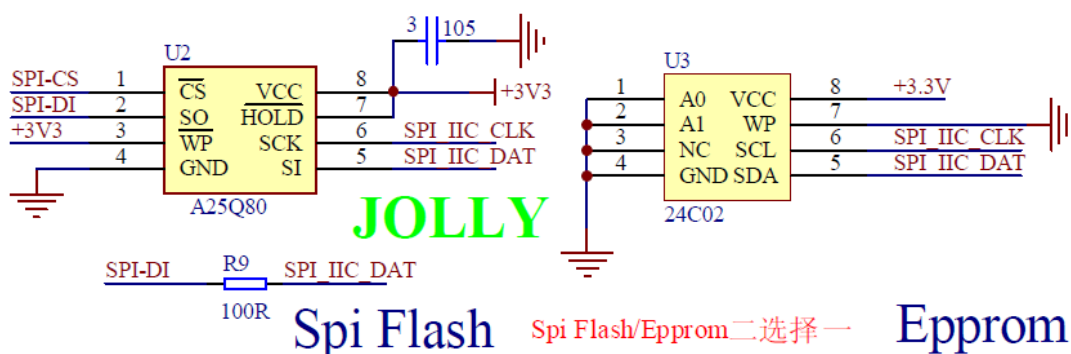 3 105
U2
SPI-CS 1 CS VCC 8 +3V3
SPI-DI 2 SO HOLD 7
+3V3 3 WP SCK 6 SPI_IIC_CLK
4 GND SI 5 SPI_IIC_DAT
A25Q80
JOLLY
U3
1 A0 VCC 8 +3.3V
2 A1 WP 7
3 NC SCL 6 SPI_IIC_CLK
4 GND SDA 5 SPI_IIC_DAT
24C02
SPI-DI R9 SPI_IIC_DAT
100R
Spi Flash
Spi Flash/Epprom二选择一
Epprom